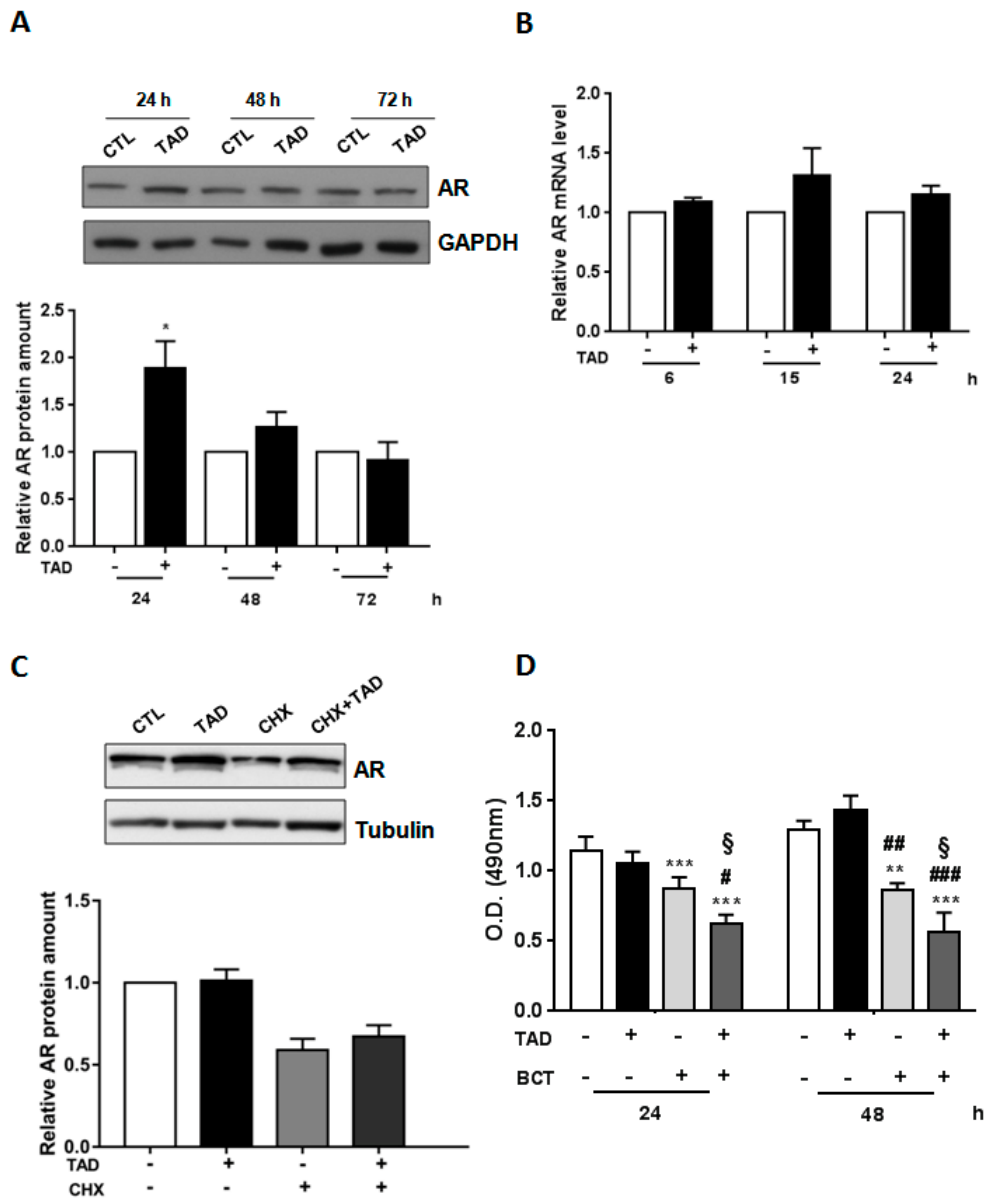 A
24 h 48 h 72 h
CTL TAD CTL TAD CTL TAD
AR
GAPDH
Relative AR protein amount
2.5
2.0
1.5
1.0
0.5
0.0
*
TAD - + - + - +
24 48 72 h
B
Relative AR mRNA level
2.0
1.5
1.0
0.5
0.0
TAD - + - + - +
6 15 24 h
C
CTL TAD CHX CHX+TAD
AR
Tubulin
Relative AR protein amount
1.5
1.0
0.5
0.0
TAD - + - +
CHX - - + +
D
O.D. (490nm)
2.0
1.5
1.0
0.5
0.0
***
§
#
***
##
**
§
###
***
TAD - + - + - + - +
BCT - - + + - - + +
24 48 h